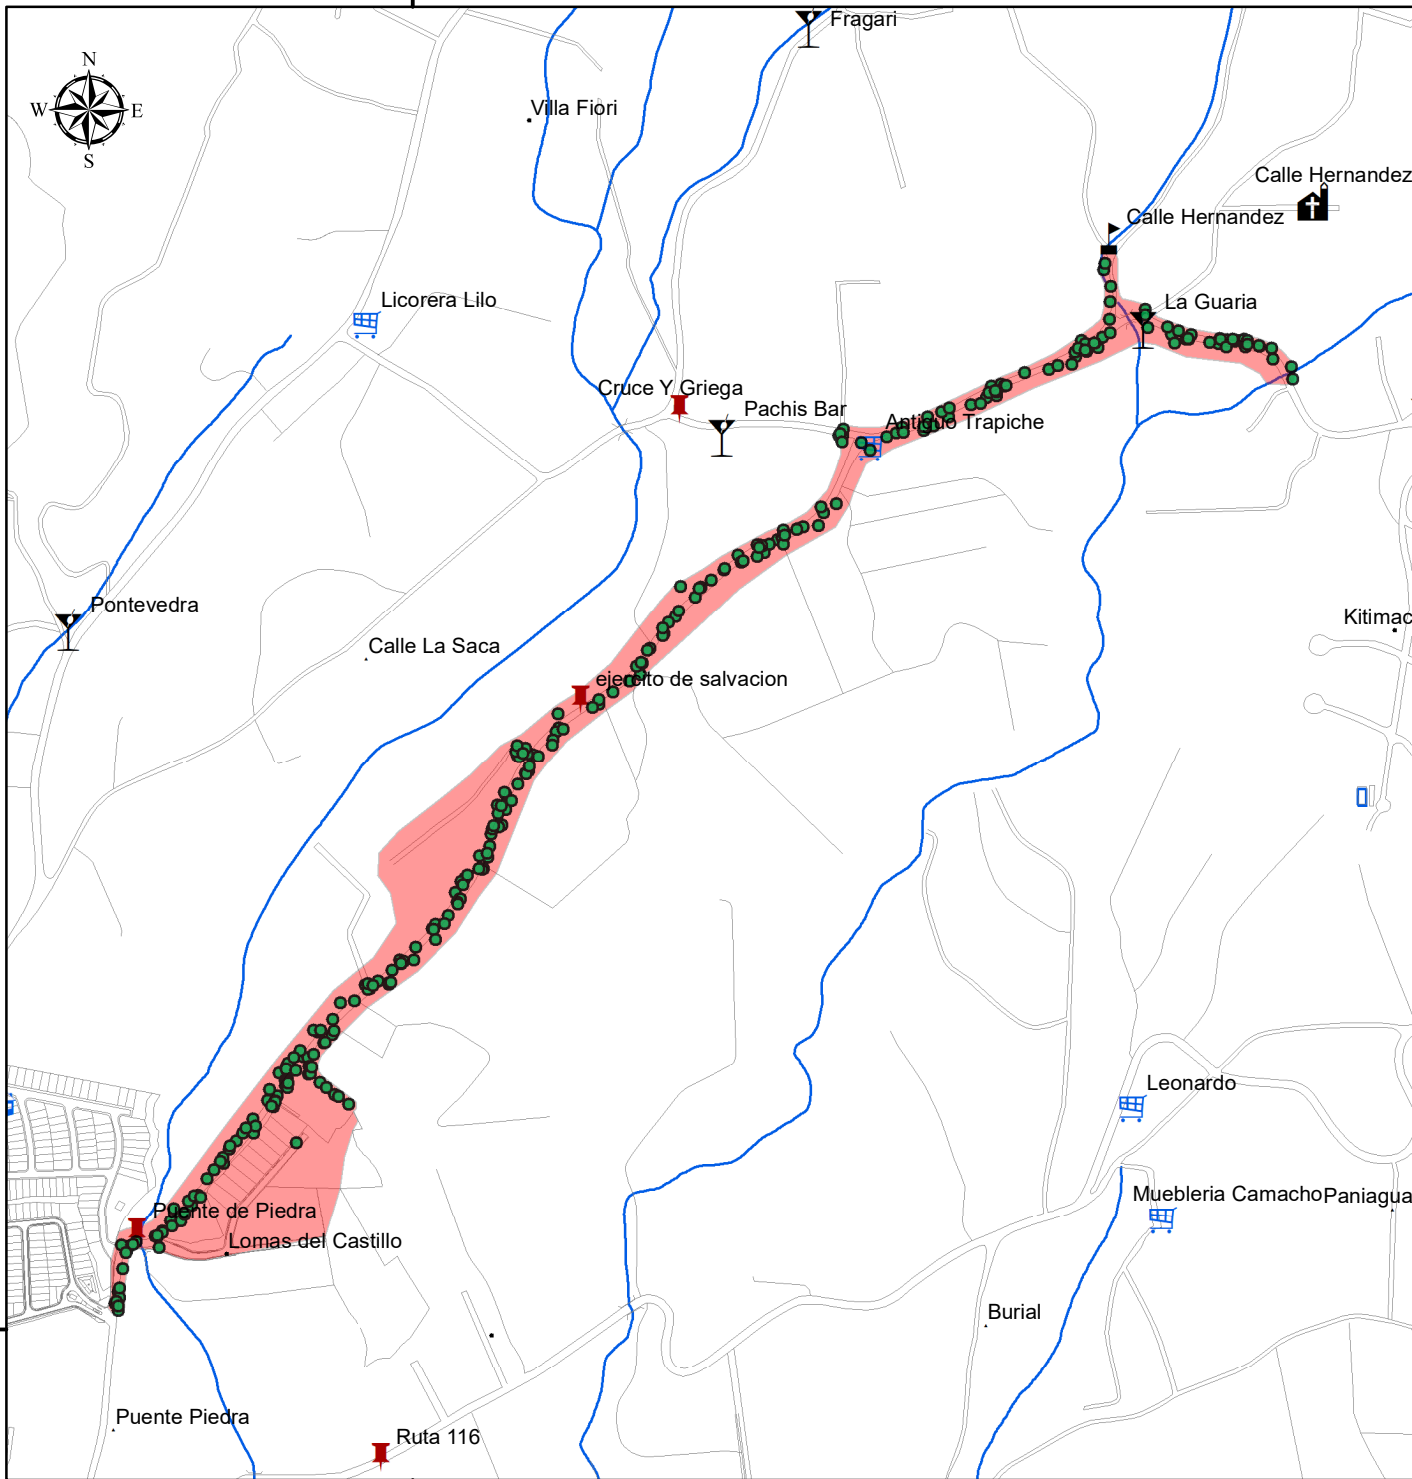 Fragari
N
Villa Fiori
W
E
S
Calle Hernandez
Calle Hernandez
Licorera Lilo
La Guaria
Cruce Y Griega
Pachis Bar
Antiguo Trapiche
Pontevedra
Kitimac
Calle La Saca
ejercito de salvacion
Leonardo
Muebleria Camacho
Paniagua
Puente de Piedra
Lomas del Castillo
Burial
Puente Piedra
Ruta 116